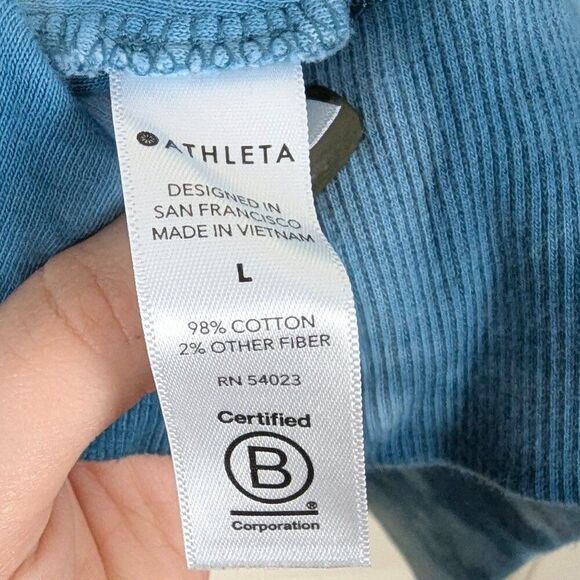 ATHLETA
DESIGNED IN
SAN FRANCISCO
MADE IN VIETNAM
L
98% COTTON
2% OTHER FIBER
RN 54023
Certified
B
®
Corporation